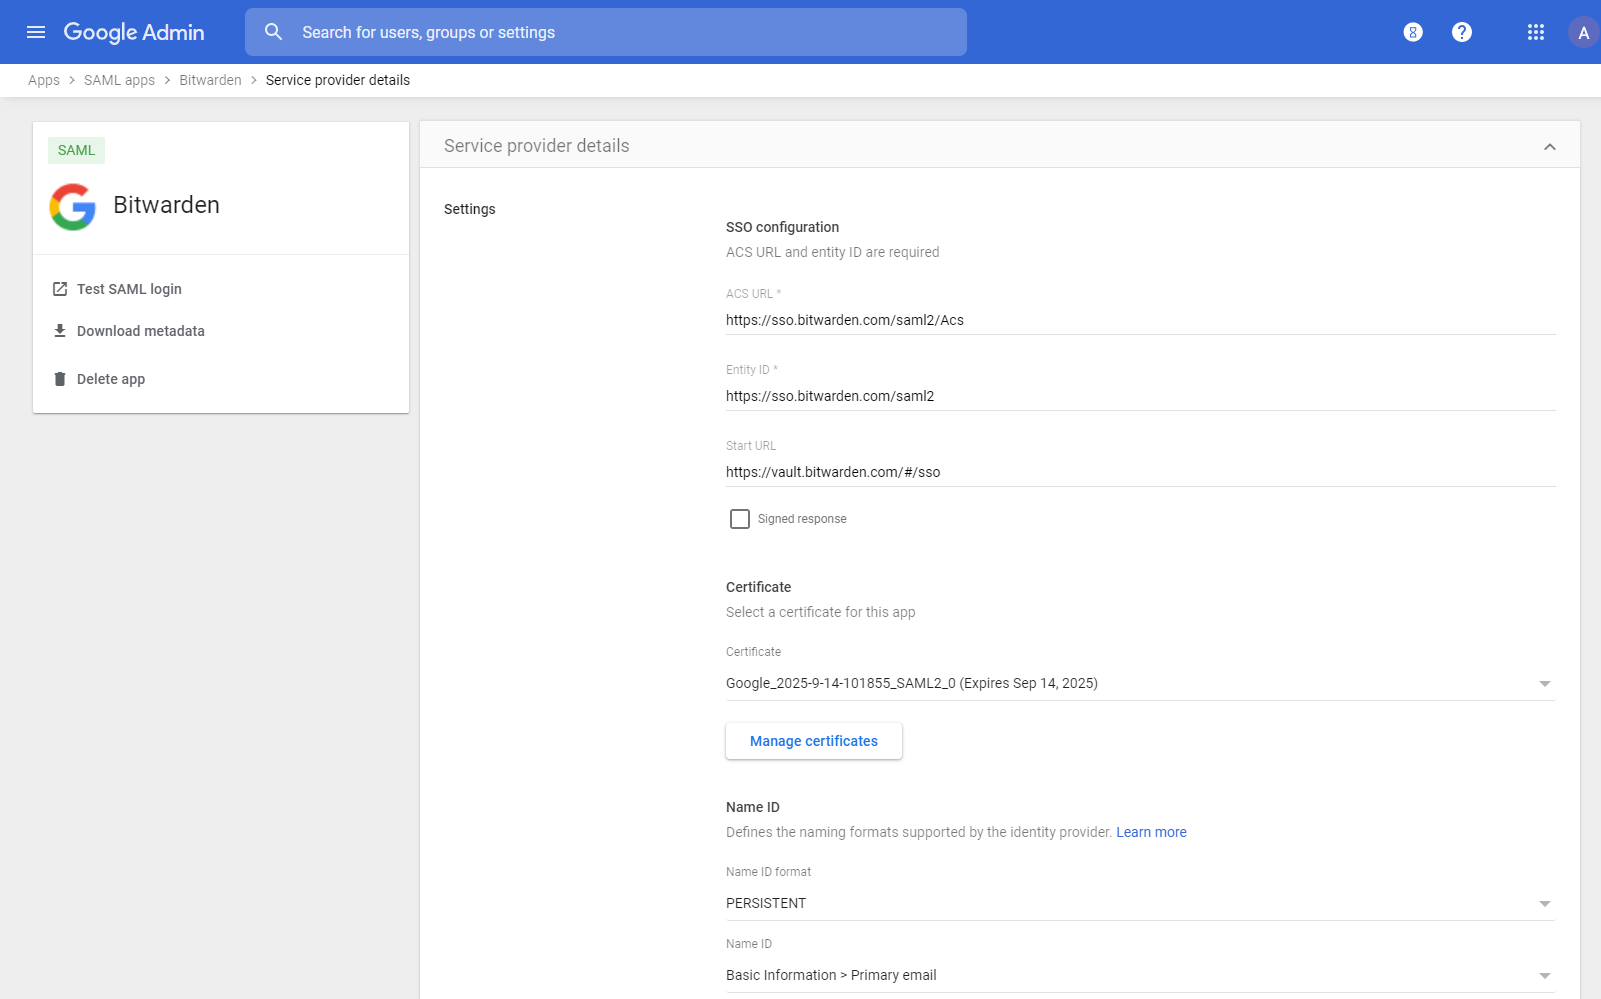 Google Admin
Search for users, groups or settings
A
Apps > SAML apps > Bitwarden > Service provider details
SAML
Bitwarden
Test SAML login
Download metadata
Delete app
Service provider details
Settings
SSO configuration
ACS URL and entity ID are required
ACS URL *
https://sso.bitwarden.com/saml2/Acs
Entity ID *
https://sso.bitwarden.com/saml2
Start URL
https://vault.bitwarden.com/#/sso
Signed response
Certificate
Select a certificate for this app
Certificate
Google_2025-9-14-101855_SAML2_0 (Expires Sep 14, 2025)
Manage certificates
Name ID
Defines the naming formats supported by the identity provider. Learn more
Name ID format
PERSISTENT
Name ID
Basic Information > Primary email